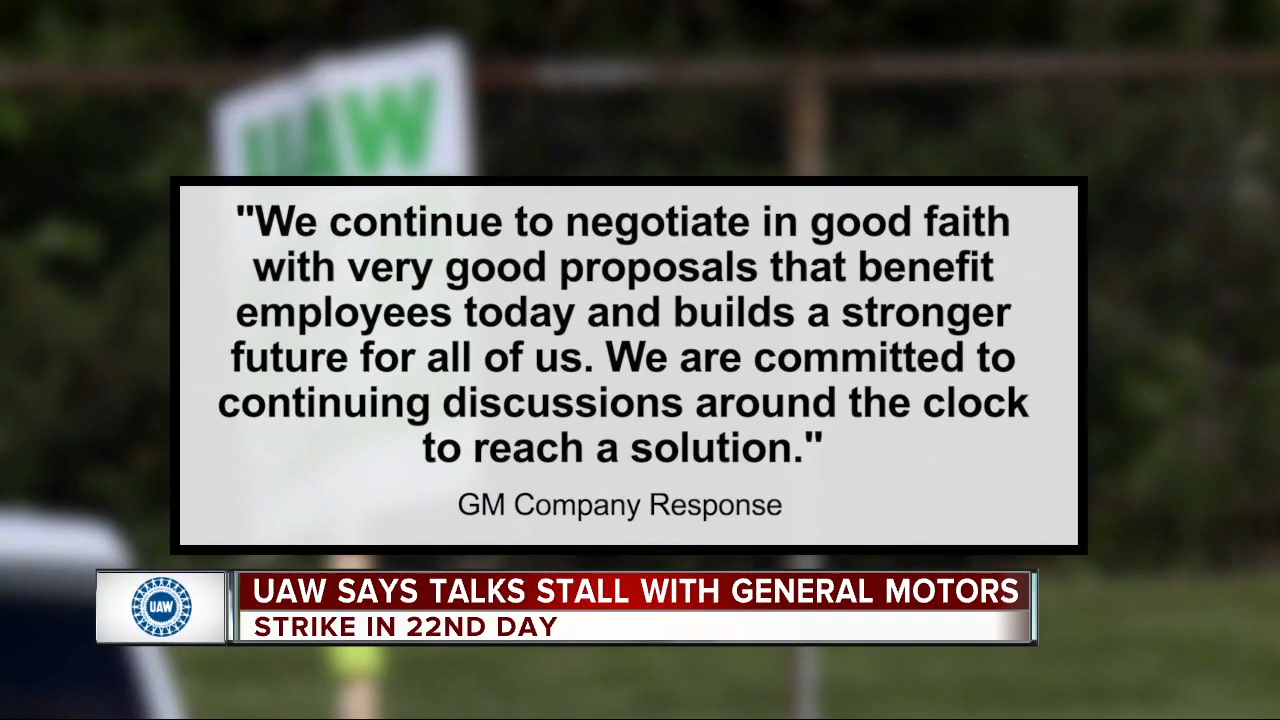 UAW
"We continue to negotiate in good faith
with very good proposals that benefit
employees today and builds a stronger
future for all of us. We are committed to
continuing discussions around the clock
to reach a solution."
GM Company Response
UAW
UAW SAYS TALKS STALL WITH GENERAL MOTORS
STRIKE IN 22ND DAY